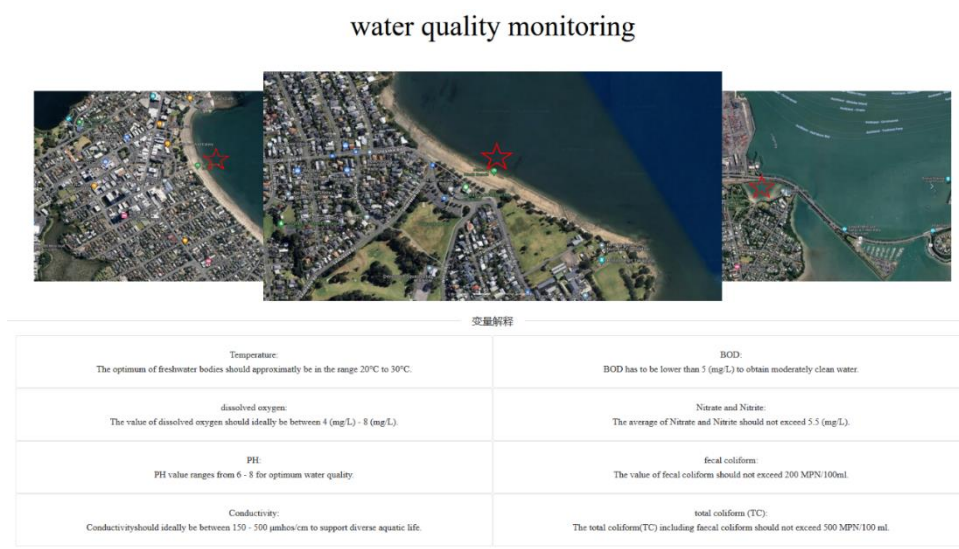 water quality monitoring
变量解释
Temperature:
The optimum of freshwater bodies should approximatly be in the range 20°C to 30°C.
BOD:
BOD has to be lower than 5 (mg/L) to obtain moderately clean water.
dissolved oxygen:
The value of dissolved oxygen should ideally be between 4 (mg/L) - 8 (mg/L).
Nitrate and Nitrite:
The average of Nitrate and Nitrite should not exceed 5.5 (mg/L).
PH:
PH value ranges from 6 - 8 for optimum water quality.
fecal coliform:
The value of fecal coliform should not exceed 200 MPN/100ml.
Conductivity:
Conductivityshould ideally be between 150 - 500 μmhos/cm to support diverse aquatic life.
total coliform (TC):
The total coliform(TC) including faecal coliform should not exceed 500 MPN/100 ml.